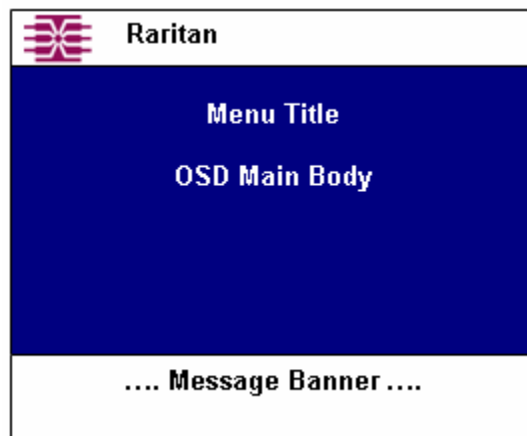 Raritan
Menu Title
OSD Main Body
.... Message Banner ....